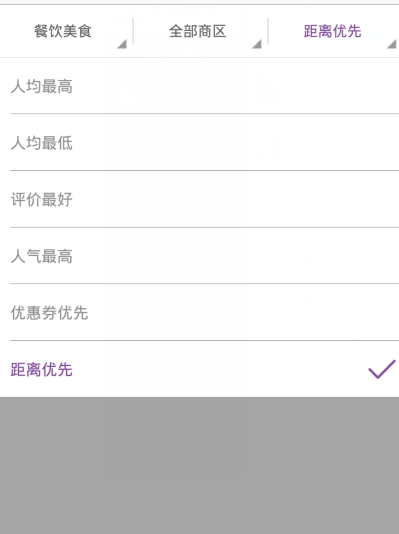 餐饮美食 全部商区 距离优先
人均最高
人均最低
评价最好
人气最高
优惠券优先
距离优先